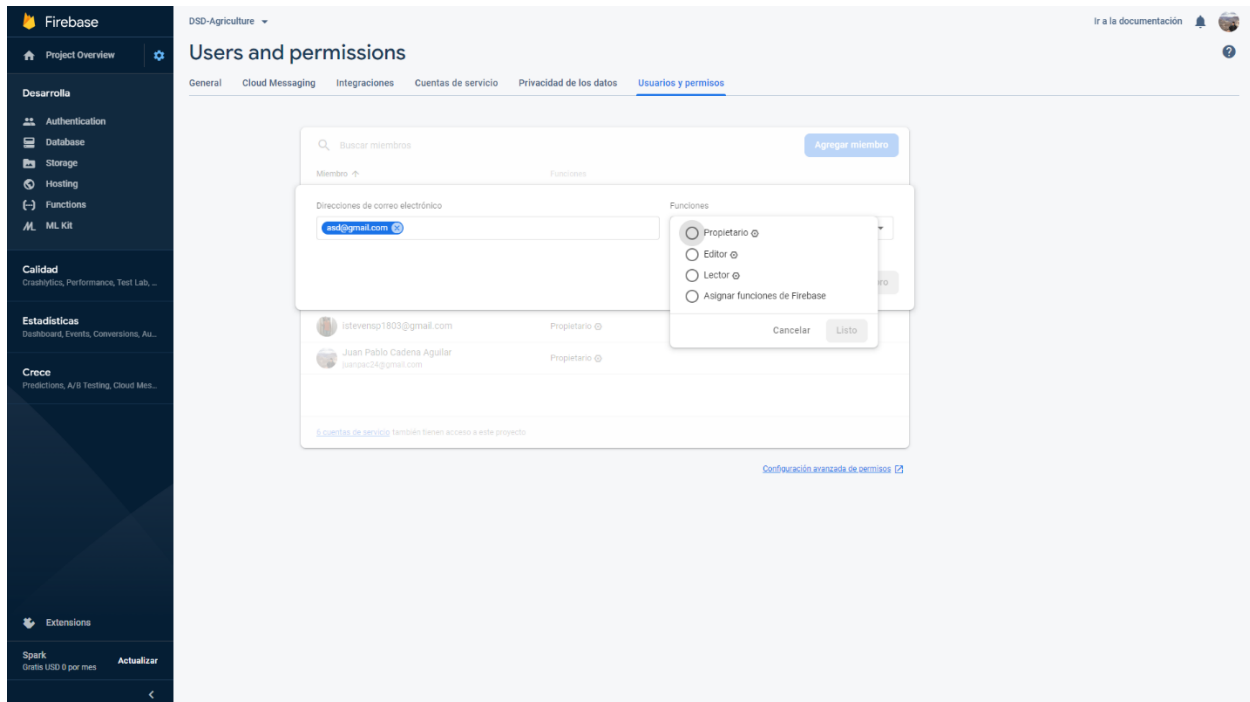 Firebase
Project Overview
Desarrolla
Authentication
Database
Storage
Hosting
Functions
ML Kit
Calidad
Crashlytics, Performance, Test Lab, ...
Estadísticas
Dashboard, Events, Conversions, Au...
Crece
Predictions, A/B Testing, Cloud Mes...
Extensions
Spark
Gratis USD 0 por mes
Actualizar
DSD-Agriculture
Ir a la documentación
Users and permissions
General Cloud Messaging Integraciones Cuentas de servicio Privacidad de los datos Usuarios y permisos
Buscar miembros
Agregar miembro
Miembro Funciones
Direcciones de correo electrónico
asd@gmail.com
Funciones
Propietario
Editor
Lector
Asignar funciones de Firebase
Cancelar Listo
istevensp1803@gmail.com Propietario
Juan Pablo Cadena Aguilar Propietario
juanpac24@gmail.com
6 cuentas de servicio también tienen acceso a este proyecto
Configuración avanzada de permisos